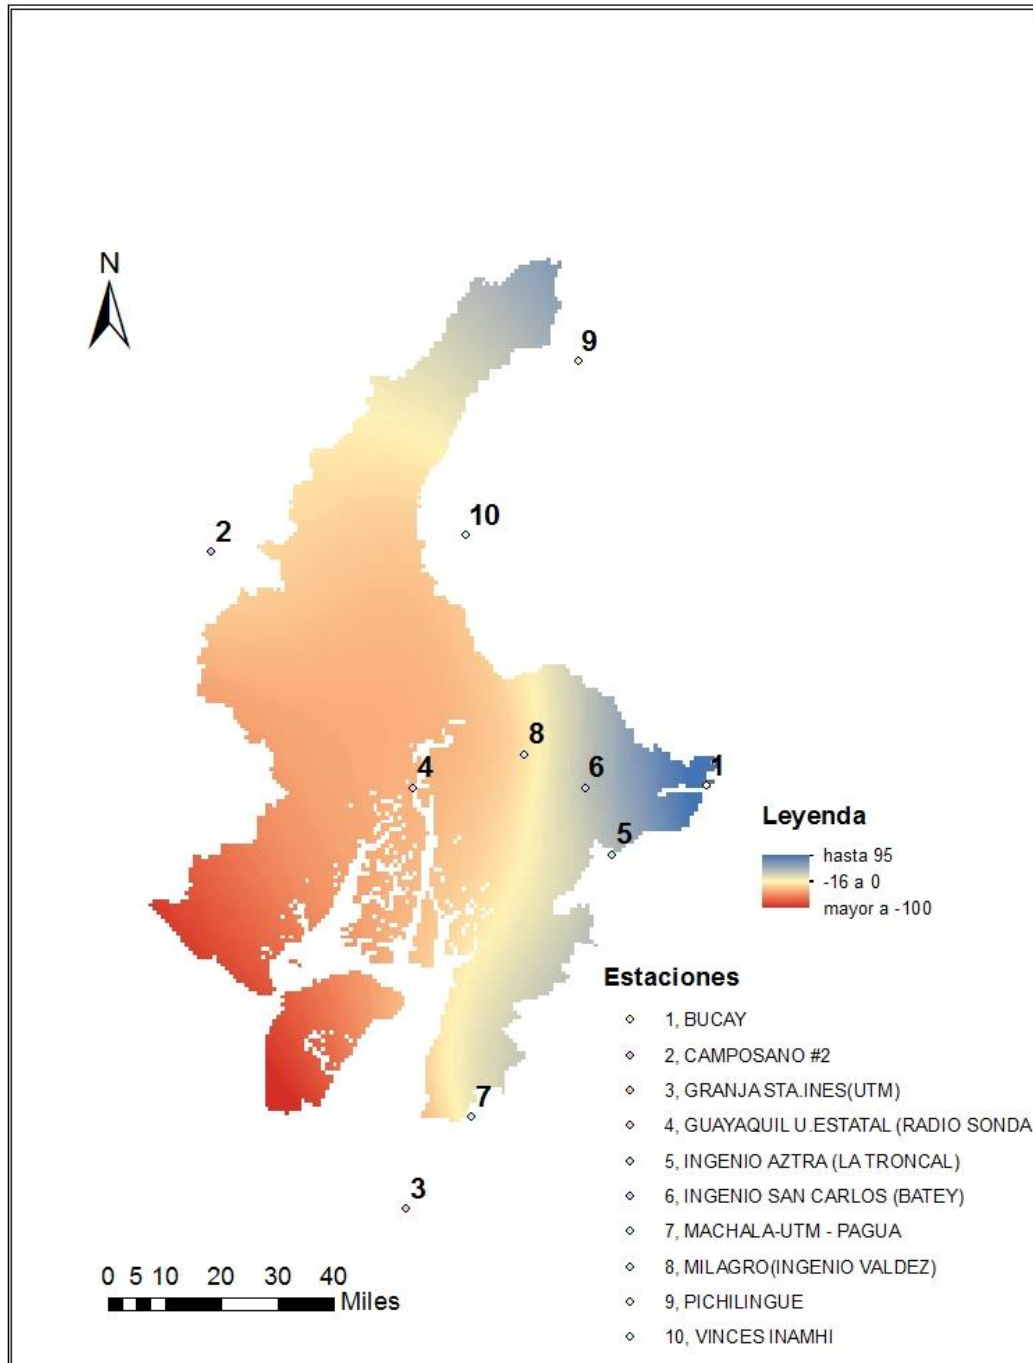 N
9
10
2
8
1
4
6
5
7
3
Leyenda
hasta 95
-16 a 0
mayor a -100
Estaciones
1, BUCAY
2, CAMPOSANO #2
3, GRANJA STA.INES(UTM)
4, GUAYAQUIL U.ESTATAL (RADIO SONDA
5, INGENIO AZTRA (LA TRONCAL)
6, INGENIO SAN CARLOS (BATEY)
7, MACHALA-UTM - PAGUA
8, MILAGRO(INGENIO VALDEZ)
9, PICHILINGUE
10, VINCES INAMHI
0 5 10 20 30 40
Miles